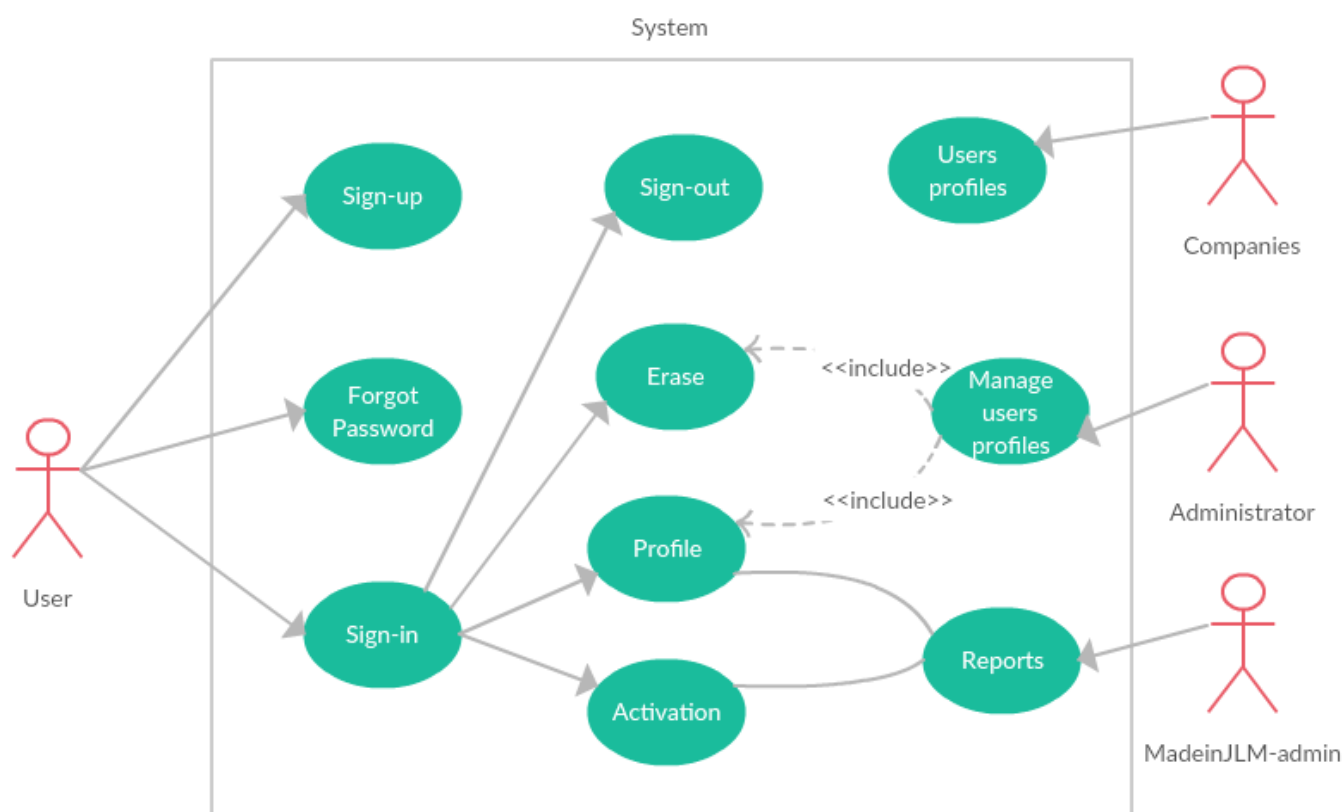 System
Sign-up
Sign-out
Users
profiles
Companies
Forgot
Password
Erase
<<include>>
Manage
users
profiles
Administrator
<<include>>
User
Sign-in
Profile
Activation
Reports
MadeinJLM-admin